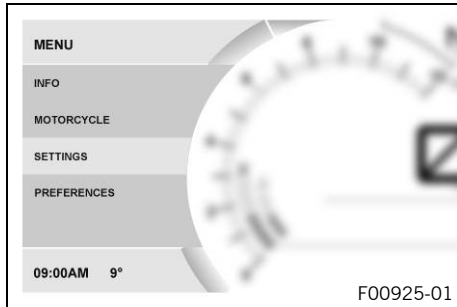 MENU
INFO
MOTORCYCLE
SETTINGS
PREFERENCES
09:00AM 9°
F00925-01